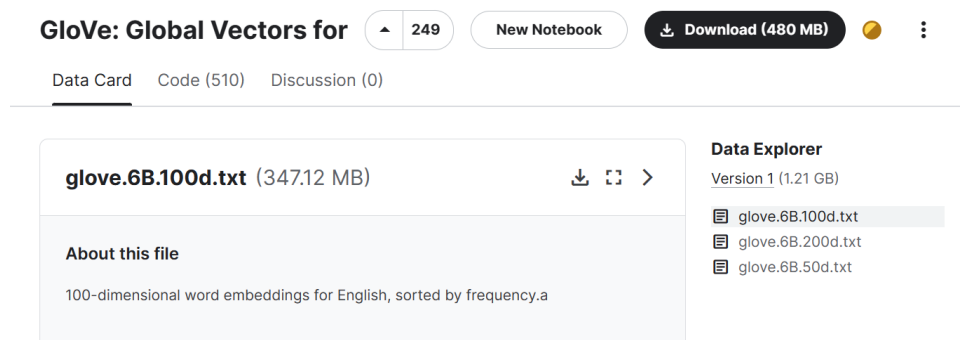 GloVe: Global Vectors for 249 New Notebook Download (480 MB)
Data Card Code (510) Discussion (0)
glove.6B.100d.txt (347.12 MB)
About this file
100-dimensional word embeddings for English, sorted by frequency.a
Data Explorer
Version 1 (1.21 GB)
glove.6B.100d.txt
glove.6B.200d.txt
glove.6B.50d.txt